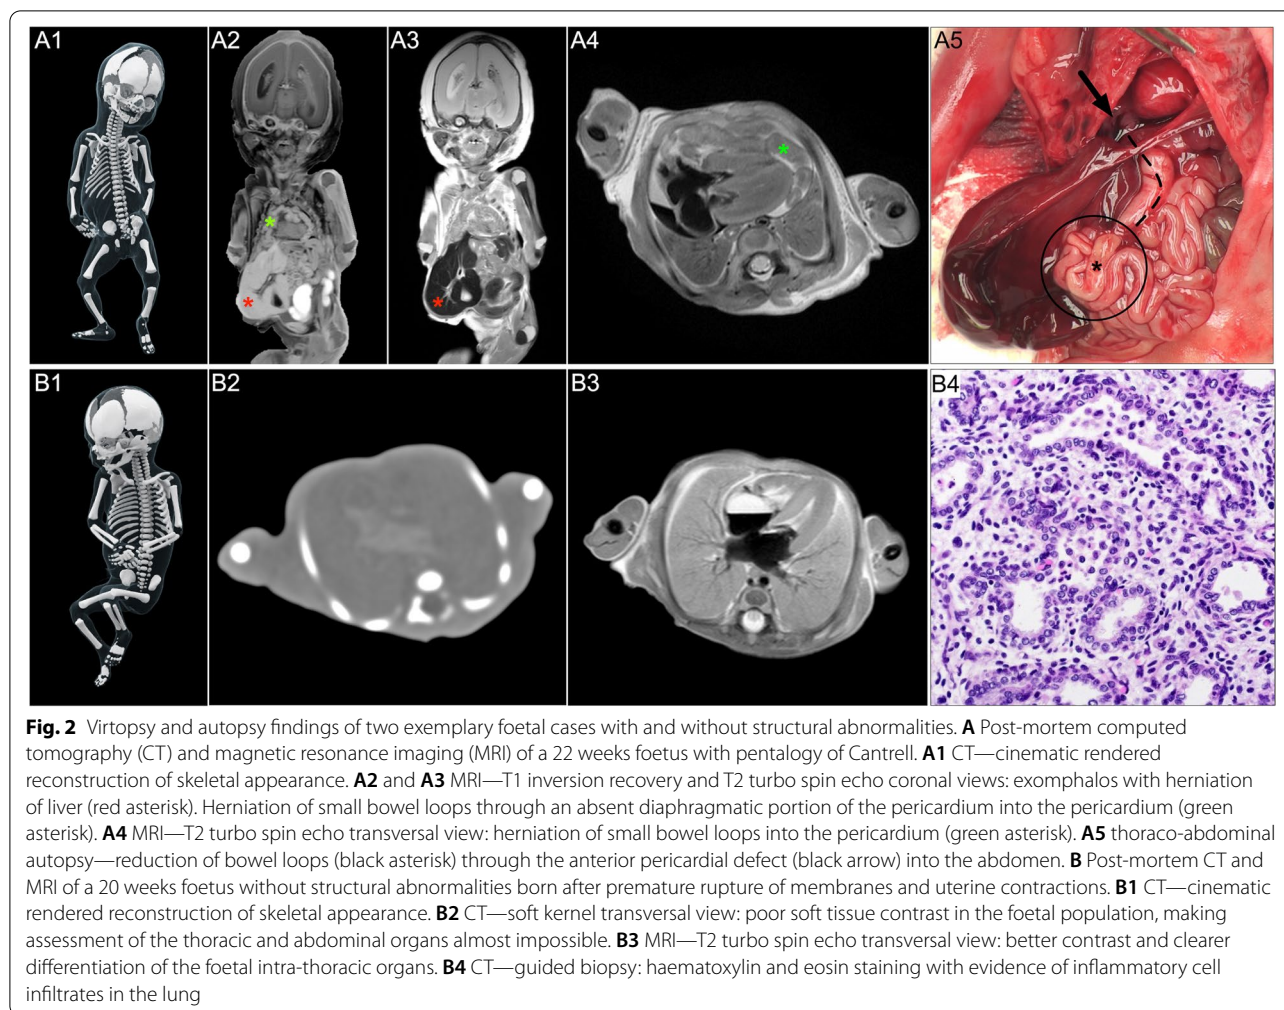 A1 A2 A3 A4 A5
B1 B2 B3 B4
Fig. 2 Virtopsy and autopsy findings of two exemplary foetal cases with and without structural abnormalities. A Post-mortem computed
tomography (CT) and magnetic resonance imaging (MRI) of a 22 weeks foetus with pentalogy of Cantrell. A1 CT—cinematic rendered
reconstruction of skeletal appearance. A2 and A3 MRI—T1 inversion recovery and T2 turbo spin echo coronal views: exomphalos with herniation
of liver (red asterisk). Herniation of small bowel loops through an absent diaphragmatic portion of the pericardium into the pericardium (green
asterisk). A4 MRI—T2 turbo spin echo transversal view: herniation of small bowel loops into the pericardium (green asterisk). A5 thoraco-abdominal
autopsy—reduction of bowel loops (black asterisk) through the anterior pericardial defect (black arrow) into the abdomen. B Post-mortem CT and
MRI of a 20 weeks foetus without structural abnormalities born after premature rupture of membranes and uterine contractions. B1 CT—cinematic
rendered reconstruction of skeletal appearance. B2 CT—soft kernel transversal view: poor soft tissue contrast in the foetal population, making
assessment of the thoracic and abdominal organs almost impossible. B3 MRI—T2 turbo spin echo transversal view: better contrast and clearer
differentiation of the foetal intra-thoracic organs. B4 CT—guided biopsy: haematoxylin and eosin staining with evidence of inflammatory cell
infiltrates in the lung